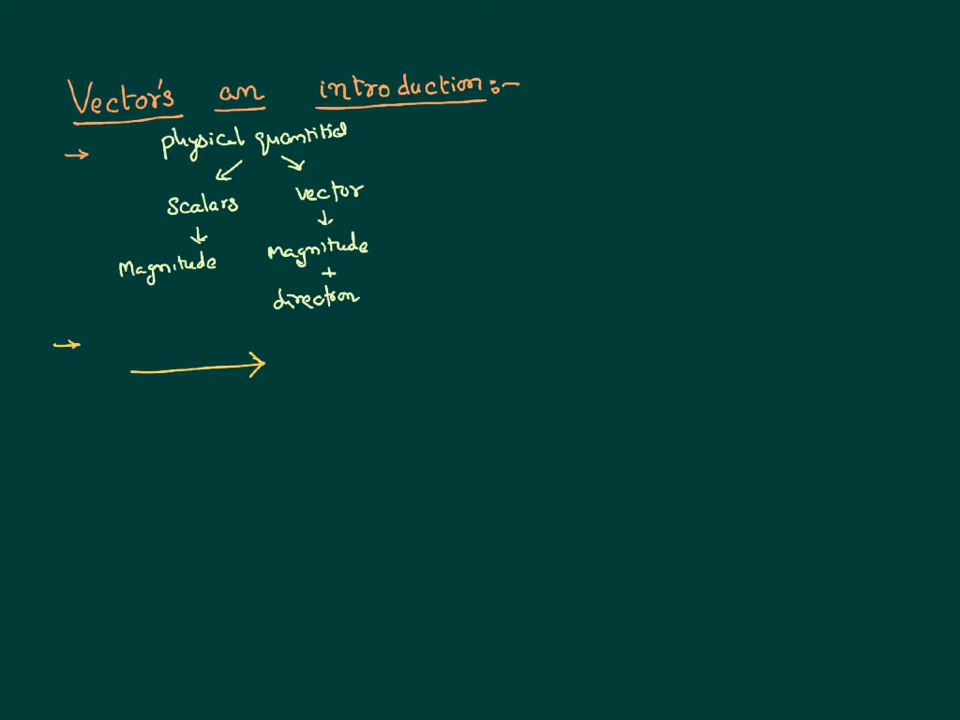 Vector's an introduction:-
→ physical quantities
Scalars vector
↓ ↓
Magnitude Magnitude
+
direction
→